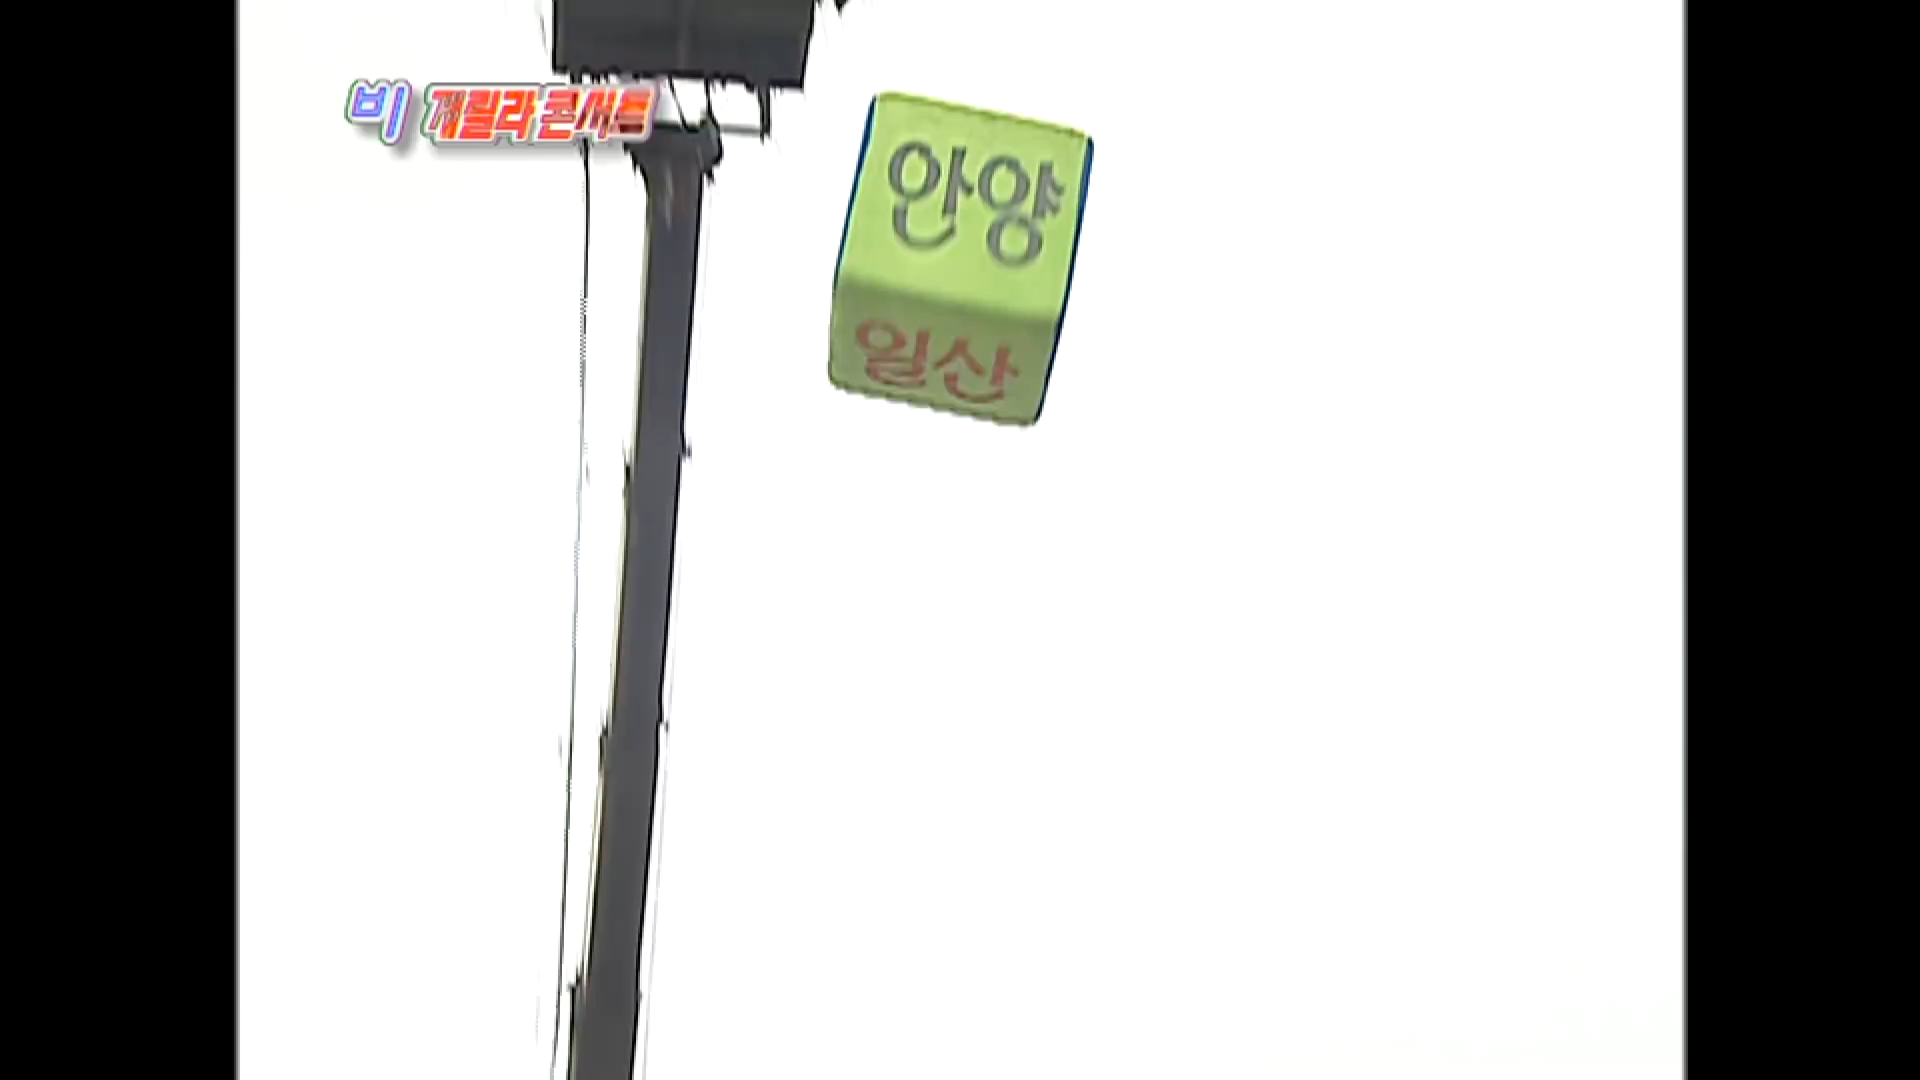 비 게릴라 콘서트
안양
일산